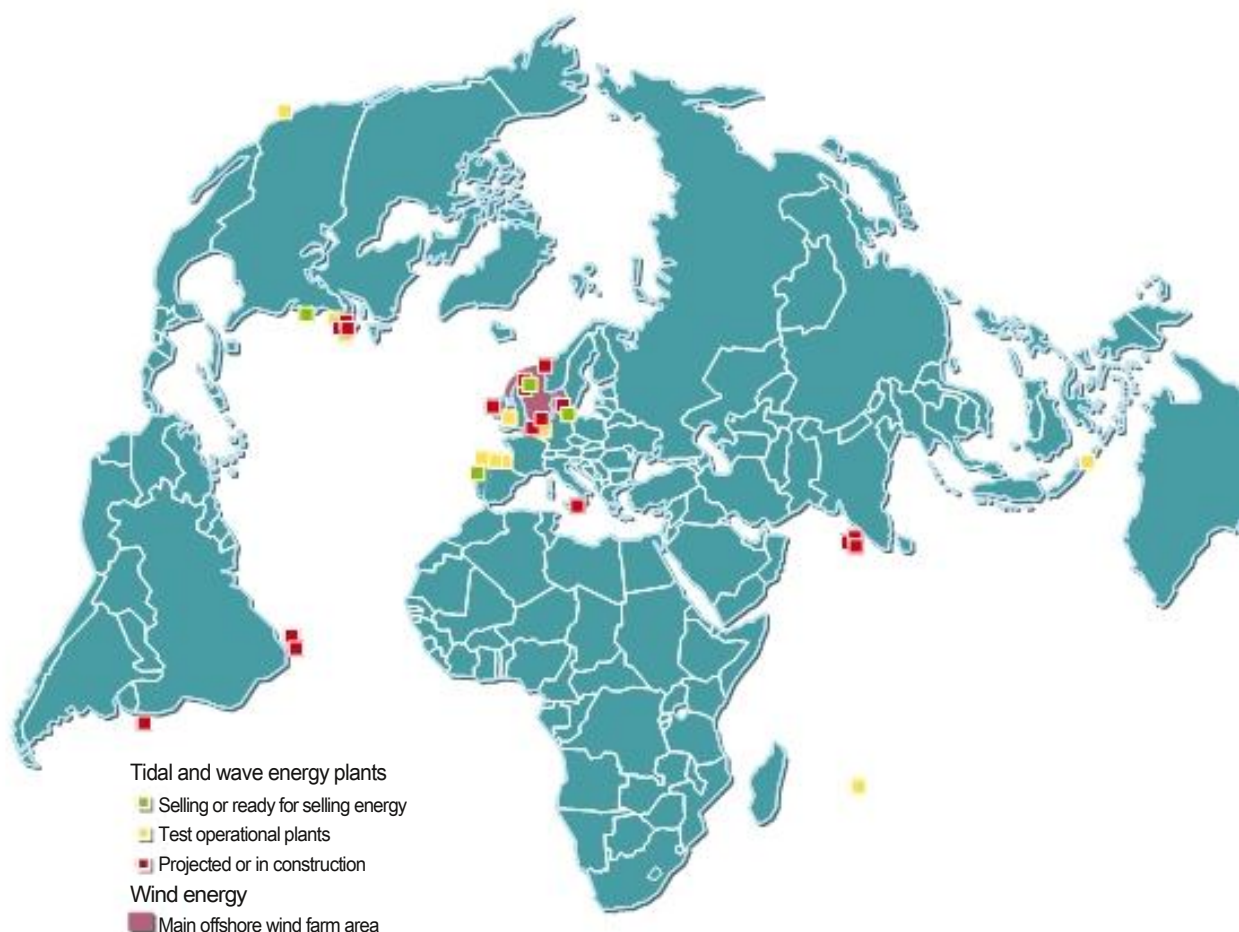 Tidal and wave energy plants
Selling or ready for selling energy
Test operational plants
Projected or in construction
Wind energy
Main offshore wind farm area